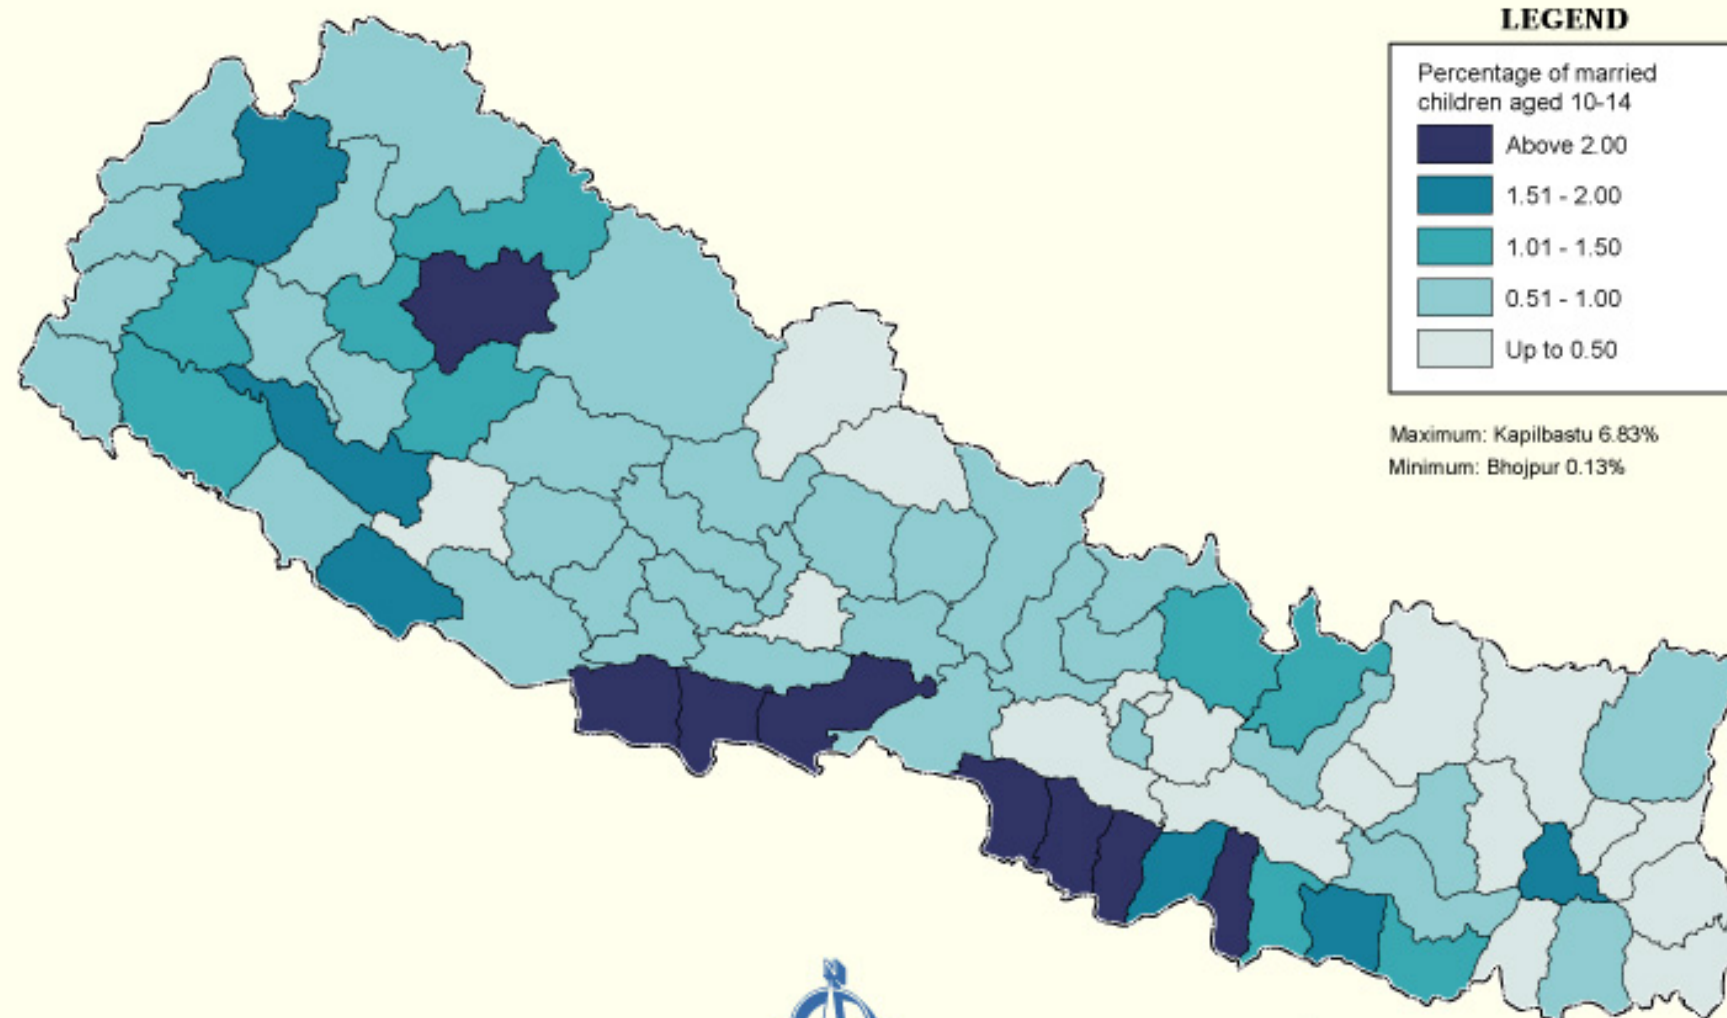 LEGEND
Percentage of married
children aged 10-14
Above 2.00
1.51 - 2.00
1.01 - 1.50
0.51 - 1.00
Up to 0.50
Maximum: Kapilbastu 6.83%
Minimum: Bhojpur 0.13%
N